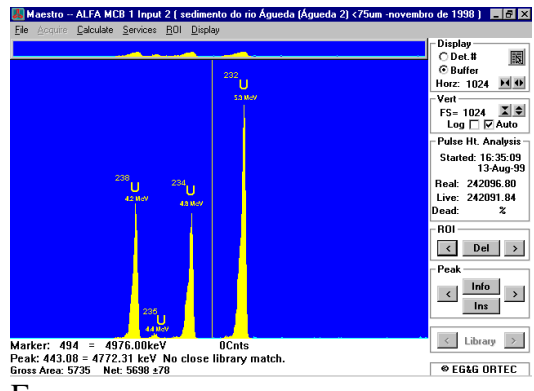 Maestro -- ALFA MCB 1 Input 2 ( sedimento do rio Águeda (Águeda 2) <75um -novembro de 1998 )
File Acquire Calculate Services ROI Display
Display
Det.#
Buffer
Horz: 1024
Vert
FS= 1024
Log Auto
Pulse Ht. Analysis
Started: 16:35:09
13-Aug-99
Real: 242096.80
Live: 242091.84
Dead: %
ROI
< Del >
Peak
< Info >
Ins
< Library >
© EG&G ORTEC
232
U
5.3 MeV
238
U
4.2 MeV
234
U
4.8 MeV
235
U
4.4 MeV
Marker: 494 = 4976.00keV 0Cnts
Peak: 443.08 = 4772.31 keV No close library match.
Gross Area: 5735 Net: 5698 ±78